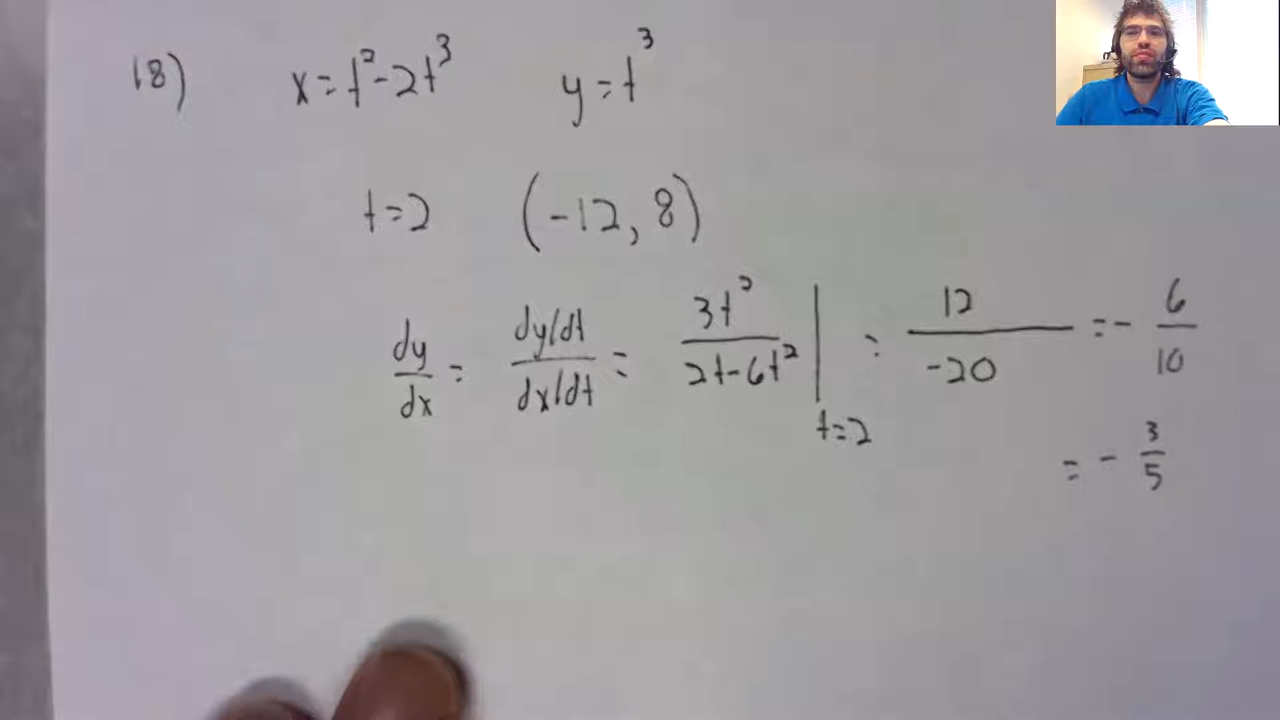 18) x = t² - 2t³ y = t³
t = 2 (-12, 8)
dy/dx = (dy/dt)/(dx/dt) = 3t²/(2t - 6t²) |t=2 = 12/-20 = - 6/10
= - 3/5